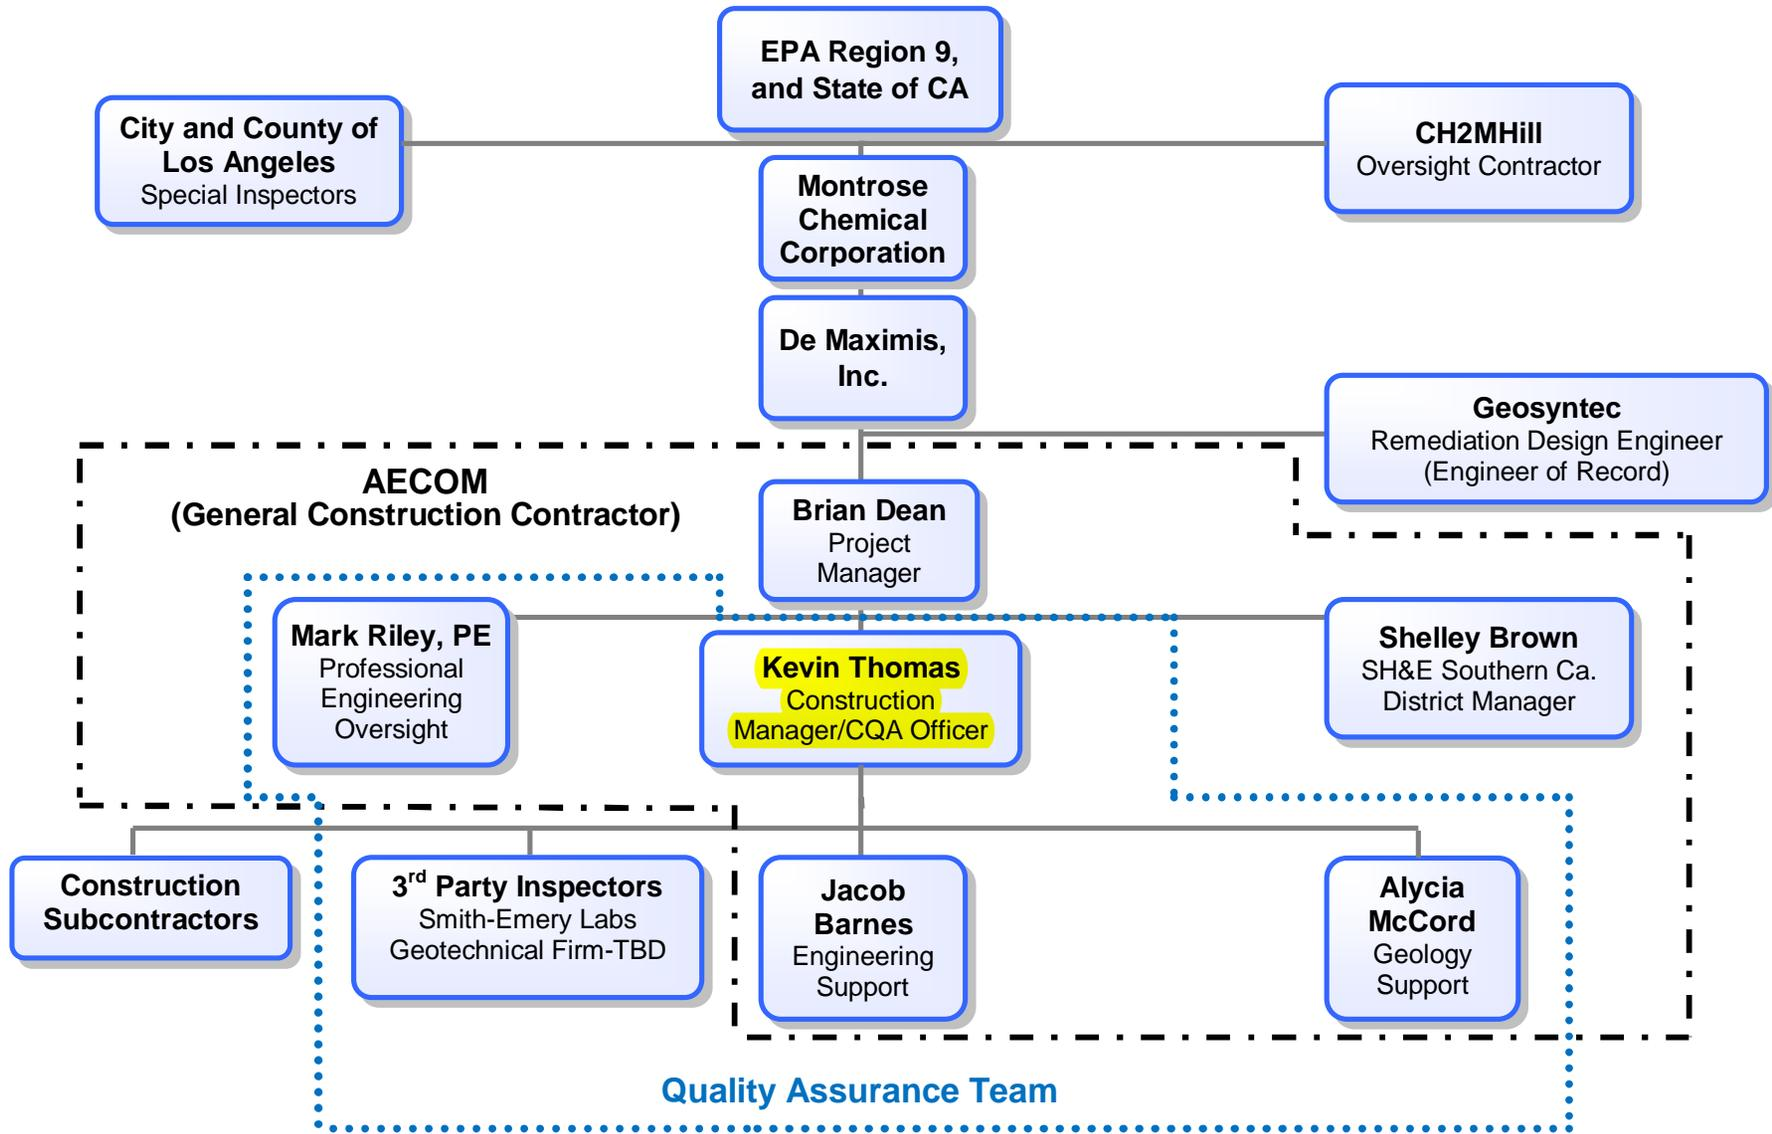 EPA Region 9,
and State of CA
City and County of
Los Angeles
Special Inspectors
CH2MHill
Oversight Contractor
Montrose
Chemical
Corporation
De Maximis,
Inc.
Geosyntec
Remediation Design Engineer
(Engineer of Record)
AECOM
(General Construction Contractor)
Brian Dean
Project
Manager
Mark Riley, PE
Professional
Engineering
Oversight
Kevin Thomas
Construction
Manager/CQA Officer
Shelley Brown
SH&E Southern Ca.
District Manager
Construction
Subcontractors
3rd Party Inspectors
Smith-Emery Labs
Geotechnical Firm-TBD
Jacob
Barnes
Engineering
Support
Alycia
McCord
Geology
Support
Quality Assurance Team